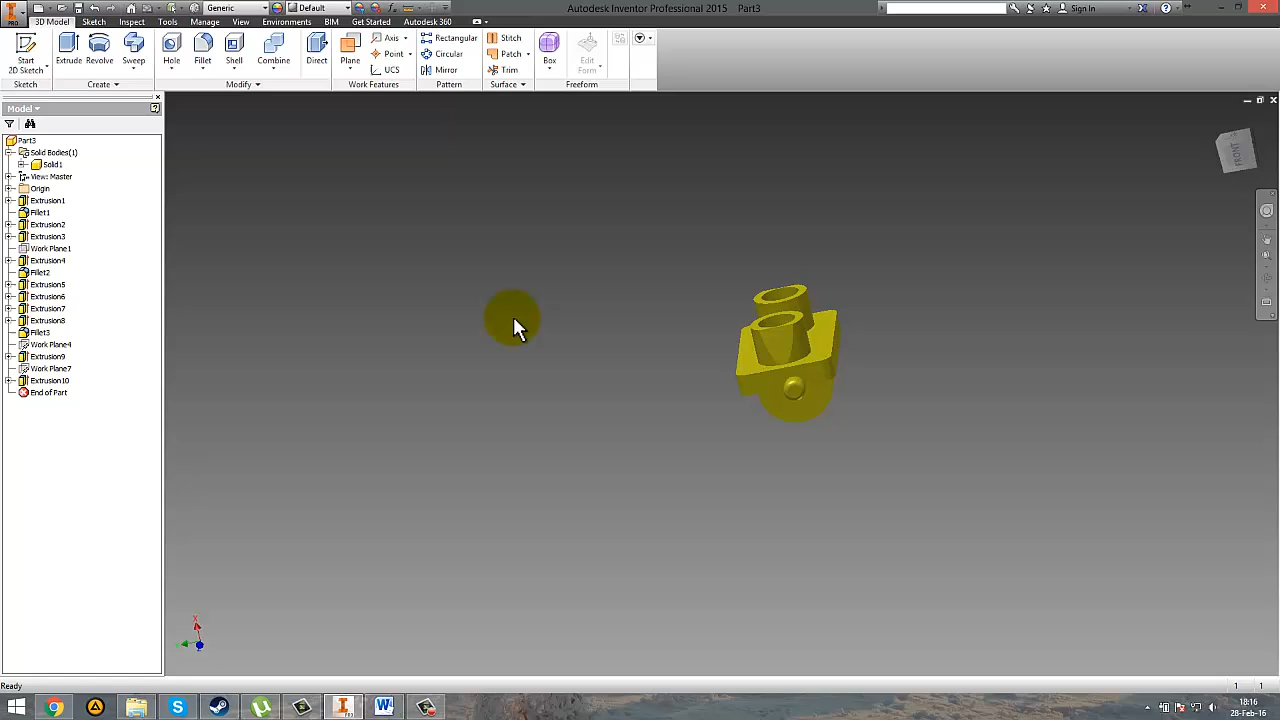 Generic
Default
Autodesk Inventor Professional 2015 Part3
Sign In
PRO
3D Model Sketch Inspect Tools Manage View Environments BIM Get Started Autodesk 360
Start
2D Sketch
Extrude Revolve Sweep Hole Fillet Shell Combine Direct Plane
Axis
Point
UCS
Rectangular
Circular
Mirror
Stitch
Patch
Trim
Box
Edit
Form
Sketch Create Modify Work Features Pattern Surface Freeform
Model
Part3
Solid Bodies(1)
Solid1
View: Master
Origin
Extrusion1
Fillet1
Extrusion2
Extrusion3
Work Plane1
Extrusion4
Fillet2
Extrusion5
Extrusion6
Extrusion7
Extrusion8
Fillet3
Work Plane4
Extrusion9
Work Plane7
Extrusion10
End of Part
FRONT
Ready
1 1
18:16
28-Feb-16